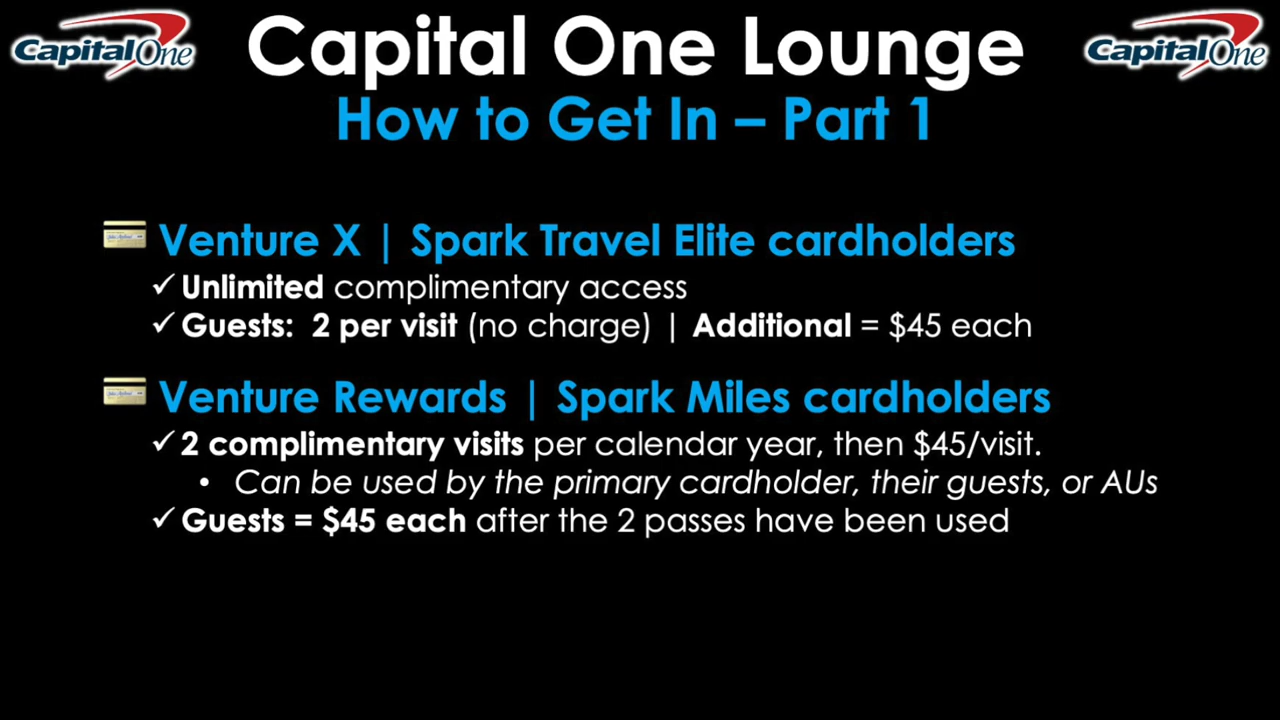 Capital One
Capital One Lounge
Capital One
How to Get In – Part 1
Venture X | Spark Travel Elite cardholders
✓ Unlimited complimentary access
✓ Guests: 2 per visit (no charge) | Additional = $45 each
Venture Rewards | Spark Miles cardholders
✓ 2 complimentary visits per calendar year, then $45/visit.
• Can be used by the primary cardholder, their guests, or AUs
✓ Guests = $45 each after the 2 passes have been used